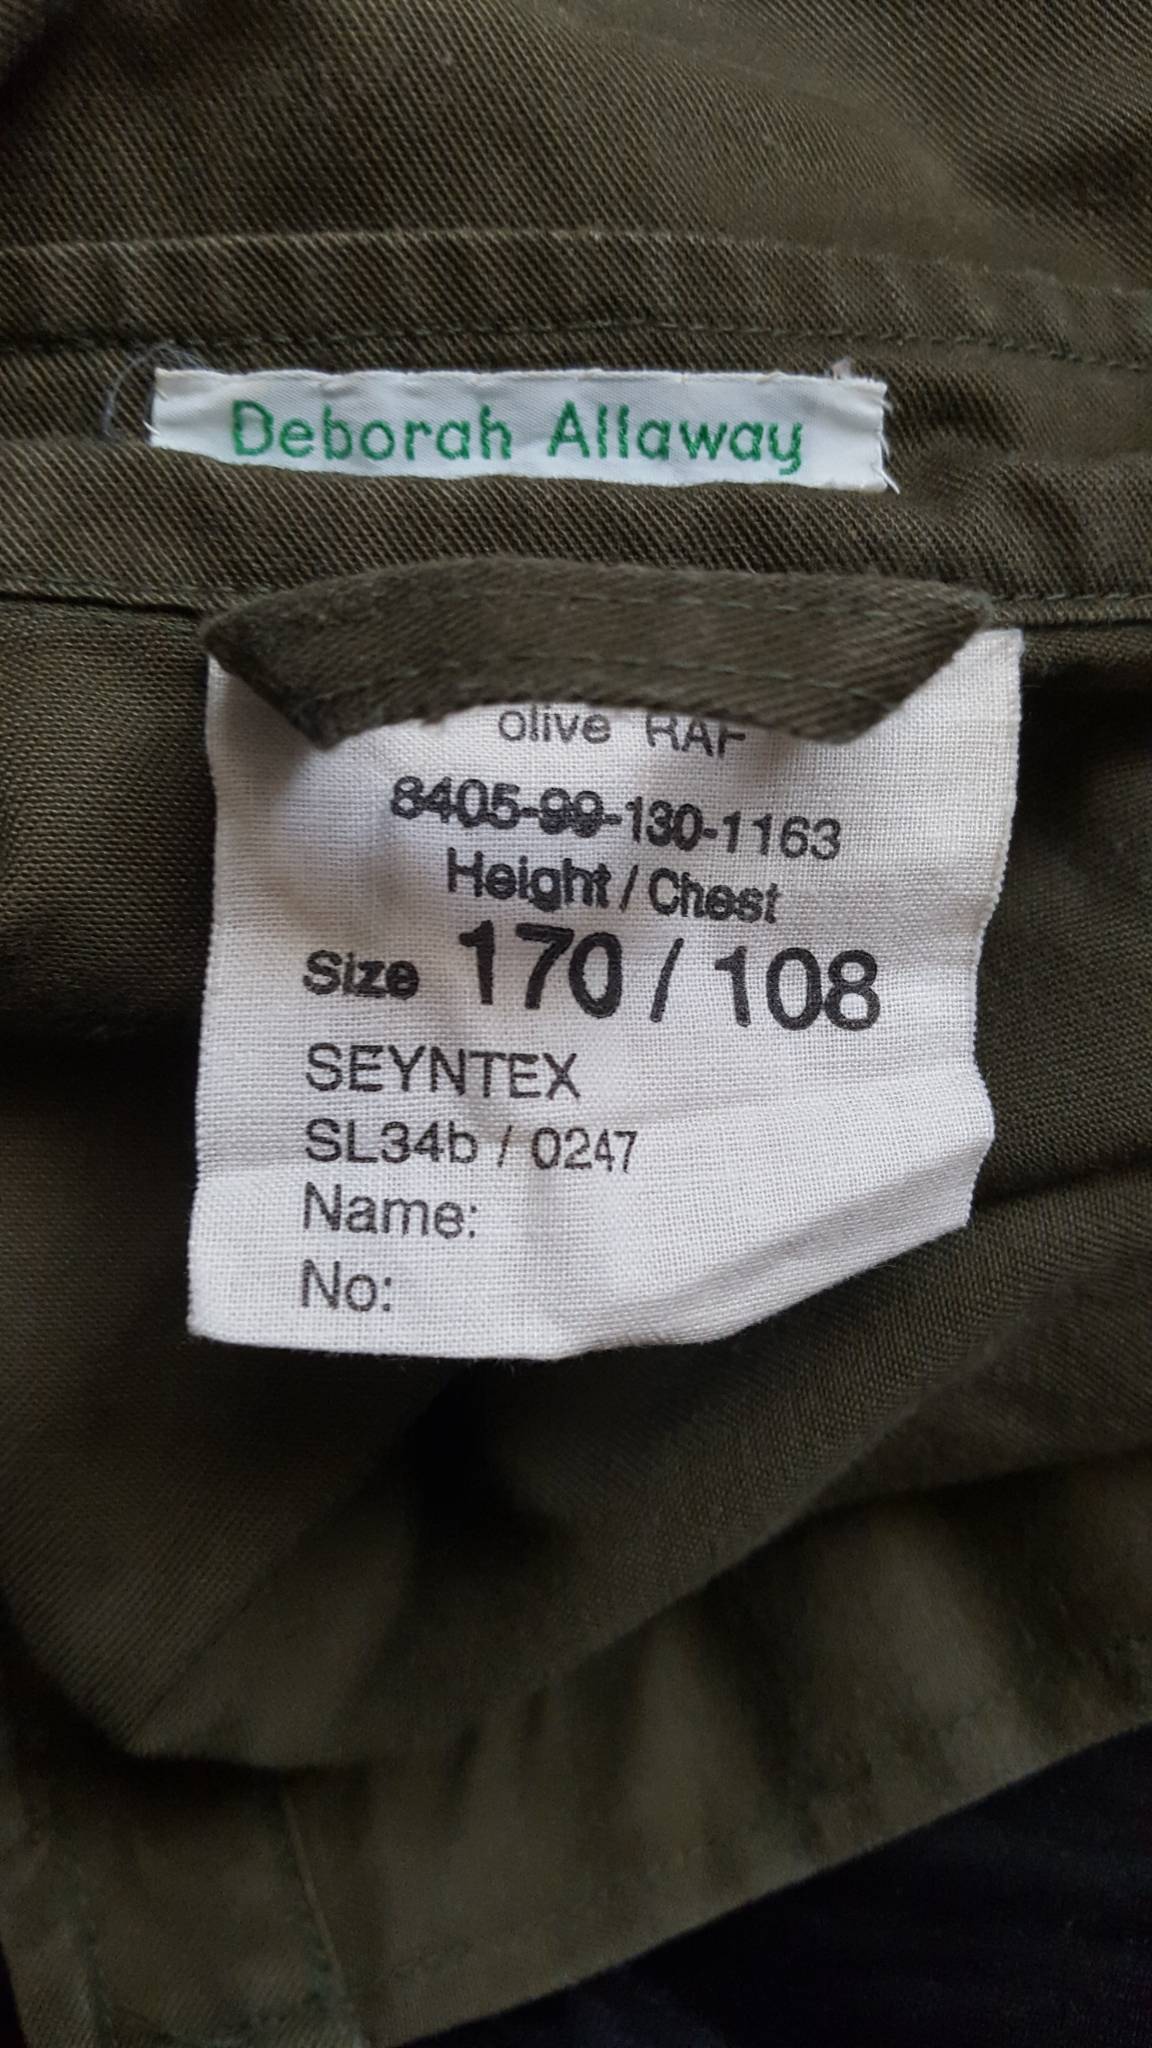 Deborah Allaway
olive RAF
8405-99-130-1163
Height / Chest
Size 170 / 108
SEYNTEX
SL34b / 0247
Name:
No: